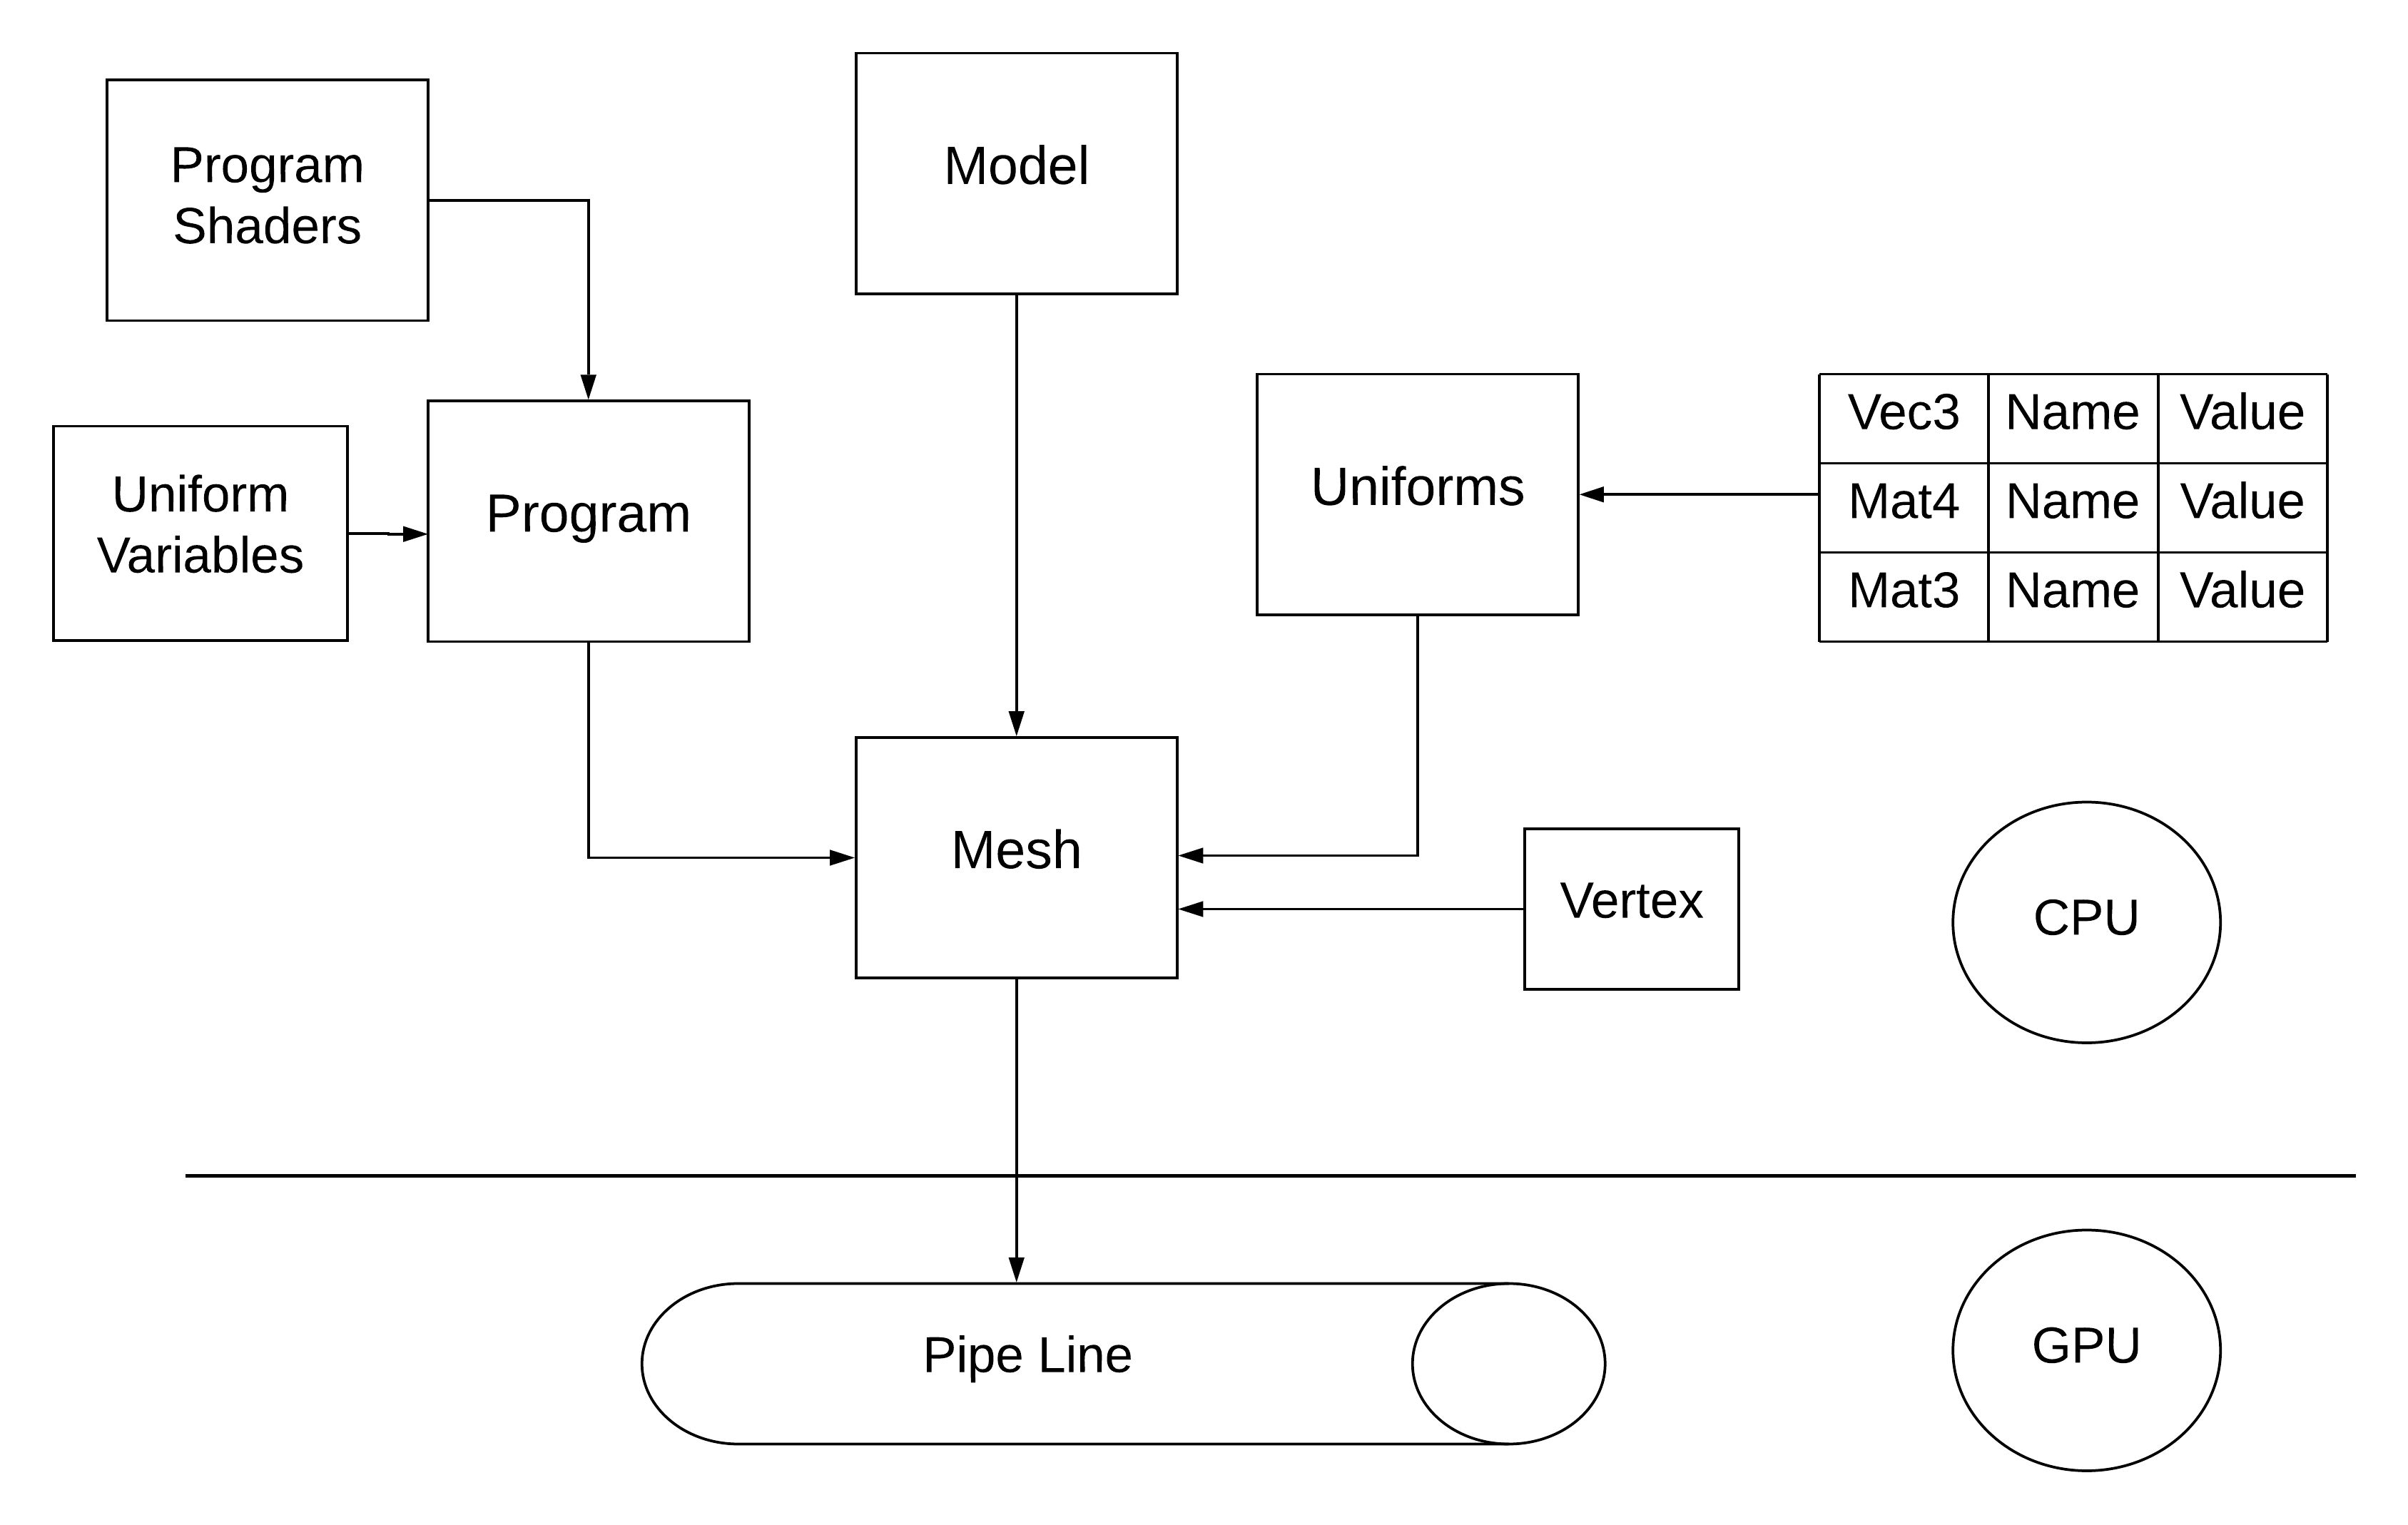 Program
Shaders
Model
Uniform
Variables
Program
Uniforms
Vec3 Name Value
Mat4 Name Value
Mat3 Name Value
Mesh
Vertex
CPU
Pipe Line
GPU